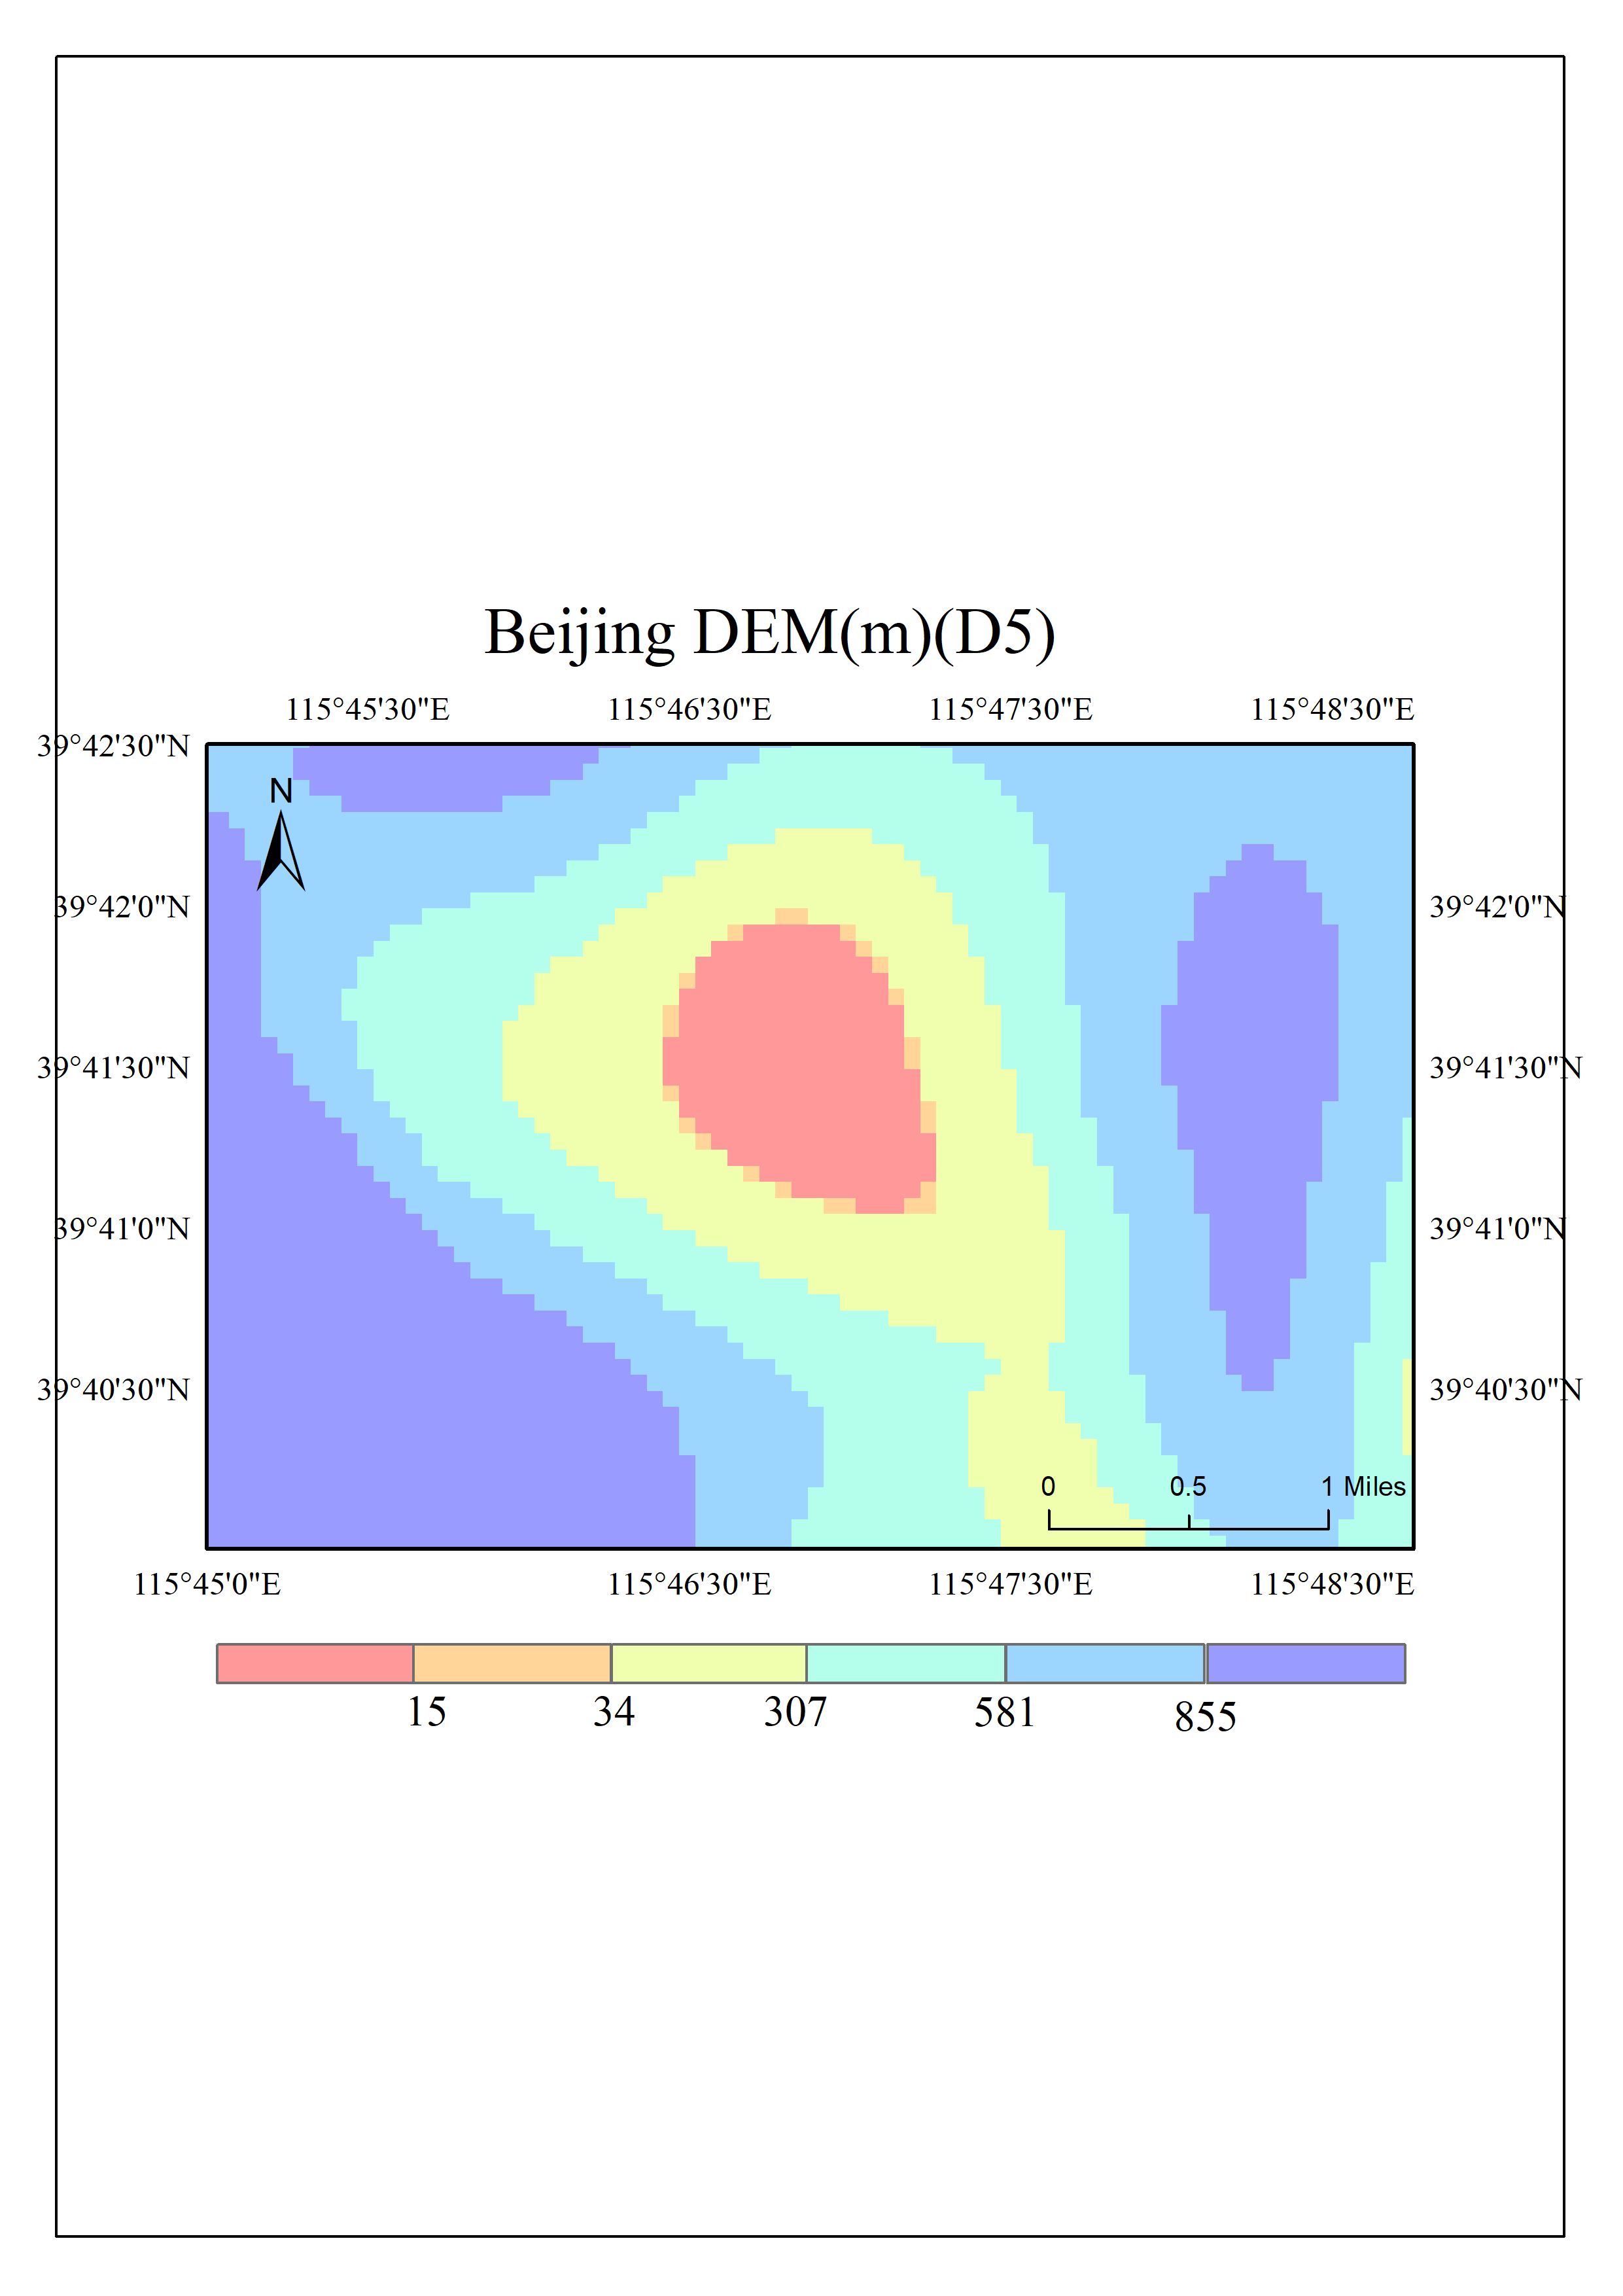 Beijing DEM(m)(D5)
115°45'30"E 115°46'30"E 115°47'30"E 115°48'30"E
39°42'30"N
N
39°42'0"N 39°42'0"N
39°41'30"N 39°41'30"N
39°41'0"N 39°41'0"N
39°40'30"N 39°40'30"N
0 0.5 1 Miles
115°45'0"E 115°46'30"E 115°47'30"E 115°48'30"E
15 34 307 581 855